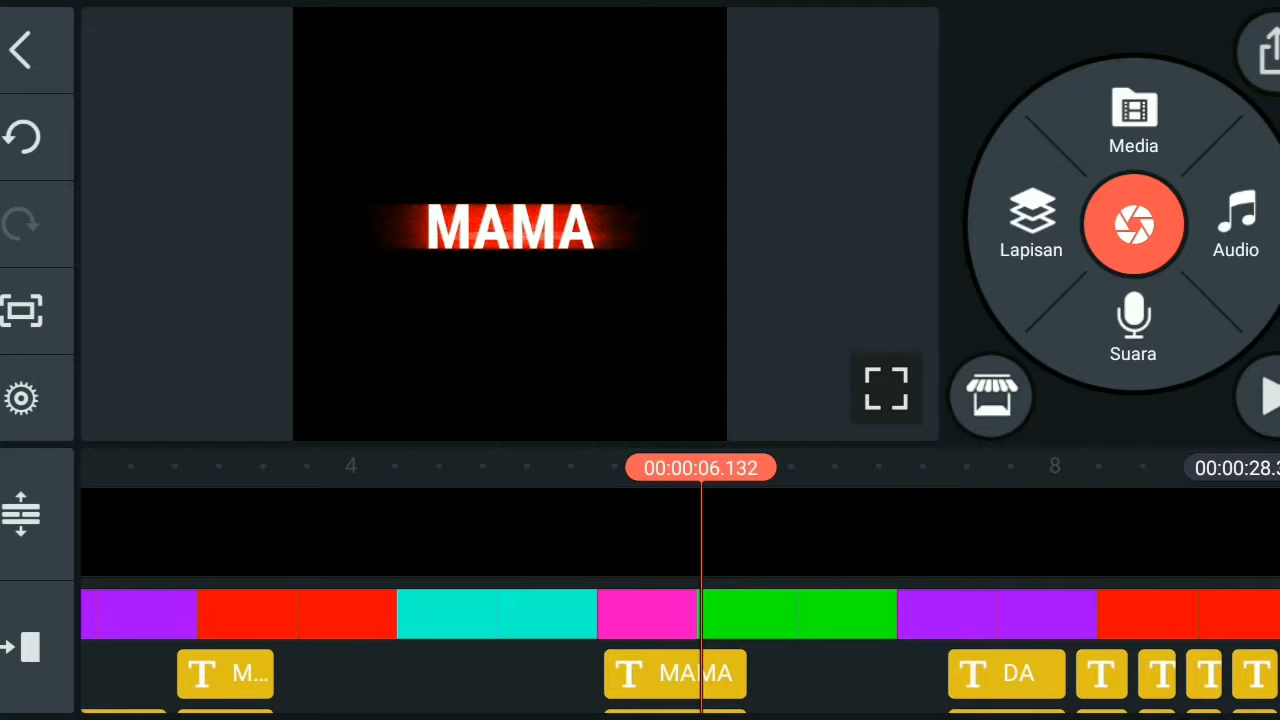 MAMA
Media
Lapisan
Audio
Suara
4
00:00:06.132
8
00:00:28.3
T M...
T MAMA
T DA
T
T
T
T